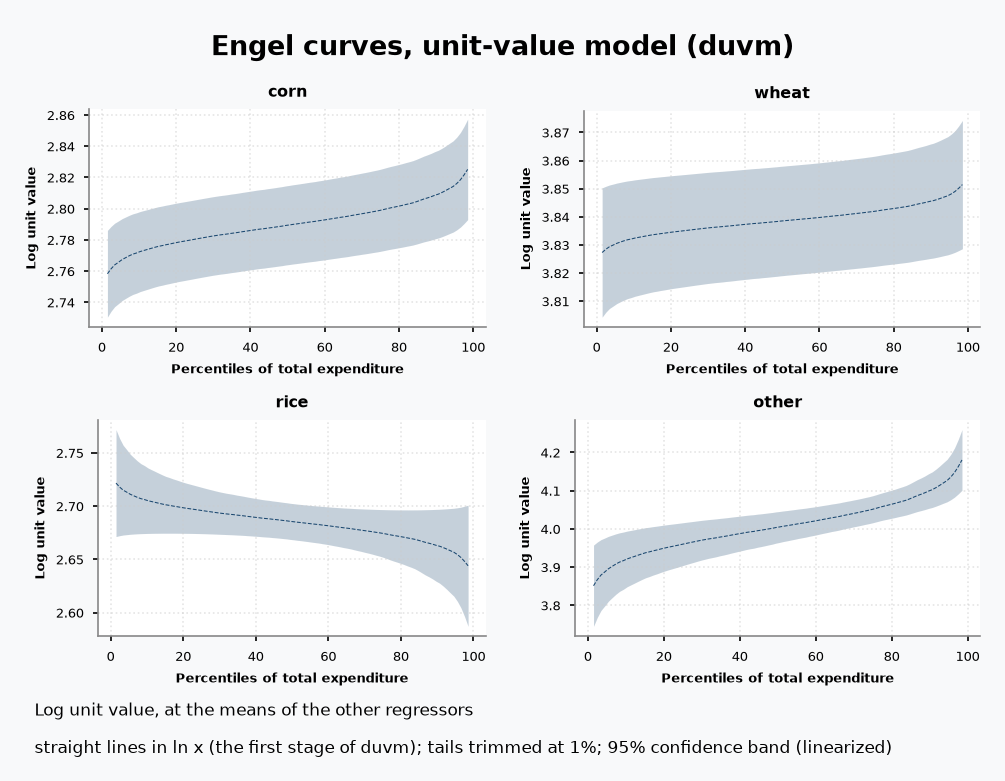 Engel curves, unit-value model (duvm)
corn
Log unit value
2.86
2.84
2.82
2.80
2.78
2.76
2.74
0 20 40 60 80 100
Percentiles of total expenditure
wheat
Log unit value
3.87
3.86
3.85
3.84
3.83
3.82
3.81
0 20 40 60 80 100
Percentiles of total expenditure
rice
Log unit value
2.75
2.70
2.65
2.60
0 20 40 60 80 100
Percentiles of total expenditure
other
Log unit value
4.2
4.1
4.0
3.9
3.8
0 20 40 60 80 100
Percentiles of total expenditure
Log unit value, at the means of the other regressors
straight lines in ln x (the first stage of duvm); tails trimmed at 1%; 95% confidence band (linearized)